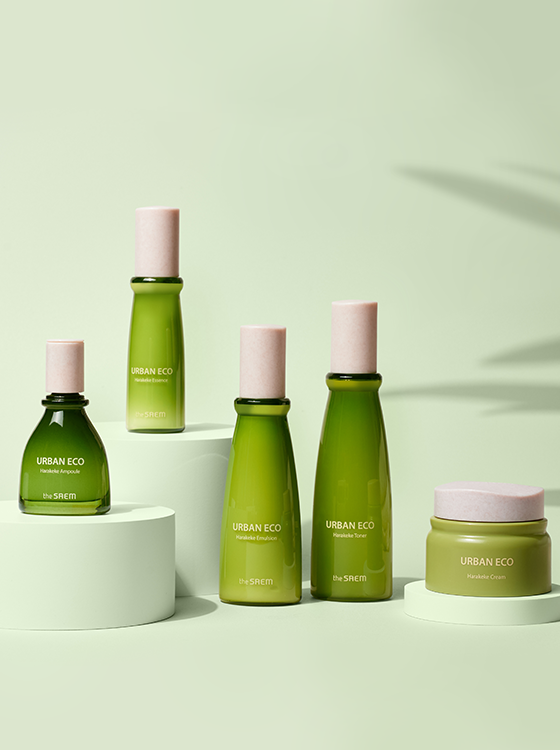 URBAN ECO
Harakeke Essence
the SAEM
URBAN ECO
Harakeke Ampoule
the SAEM
URBAN ECO
Harakeke Emulsion
the SAEM
URBAN ECO
Harakeke Toner
the SAEM
URBAN ECO
Harakeke Cream